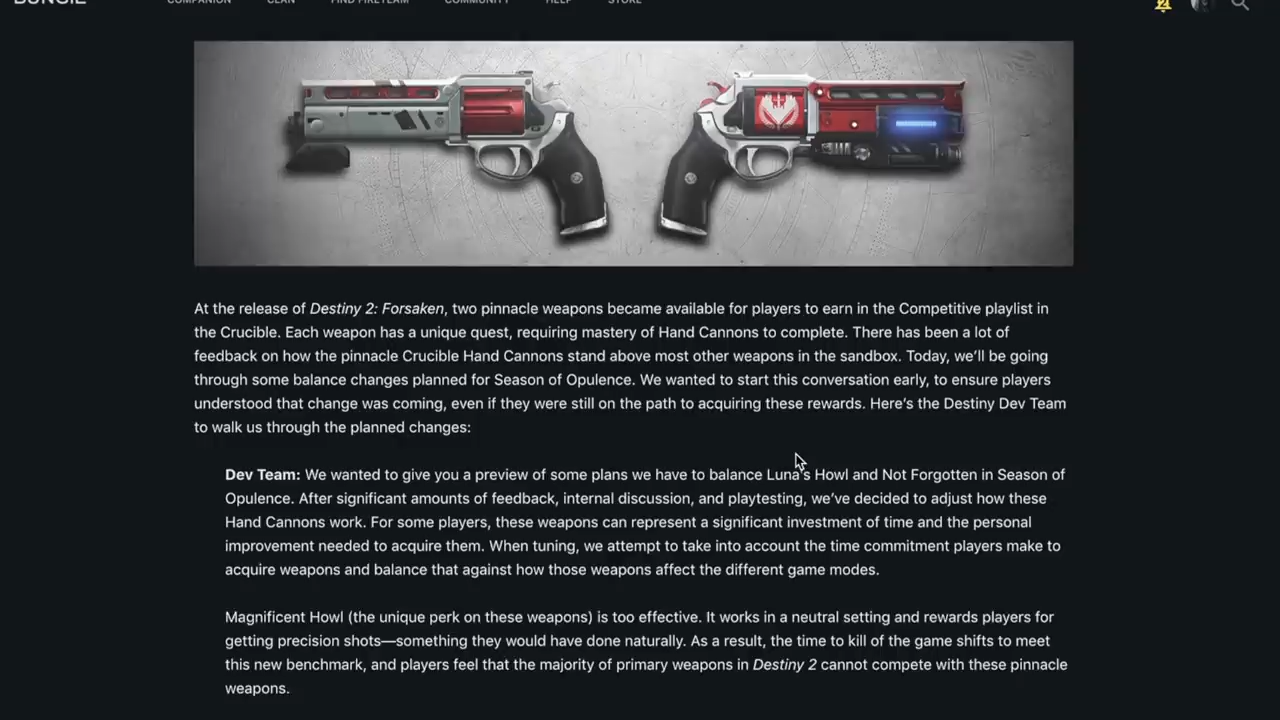 BUNGIE COMPANION CLAN FIND FIRETEAM COMMUNITY HELP STORE
At the release of Destiny 2: Forsaken, two pinnacle weapons became available for players to earn in the Competitive playlist in
the Crucible. Each weapon has a unique quest, requiring mastery of Hand Cannons to complete. There has been a lot of
feedback on how the pinnacle Crucible Hand Cannons stand above most other weapons in the sandbox. Today, we’ll be going
through some balance changes planned for Season of Opulence. We wanted to start this conversation early, to ensure players
understood that change was coming, even if they were still on the path to acquiring these rewards. Here’s the Destiny Dev Team
to walk us through the planned changes:
Dev Team: We wanted to give you a preview of some plans we have to balance Luna’s Howl and Not Forgotten in Season of
Opulence. After significant amounts of feedback, internal discussion, and playtesting, we’ve decided to adjust how these
Hand Cannons work. For some players, these weapons can represent a significant investment of time and the personal
improvement needed to acquire them. When tuning, we attempt to take into account the time commitment players make to
acquire weapons and balance that against how those weapons affect the different game modes.
Magnificent Howl (the unique perk on these weapons) is too effective. It works in a neutral setting and rewards players for
getting precision shots—something they would have done naturally. As a result, the time to kill of the game shifts to meet
this new benchmark, and players feel that the majority of primary weapons in Destiny 2 cannot compete with these pinnacle
weapons.